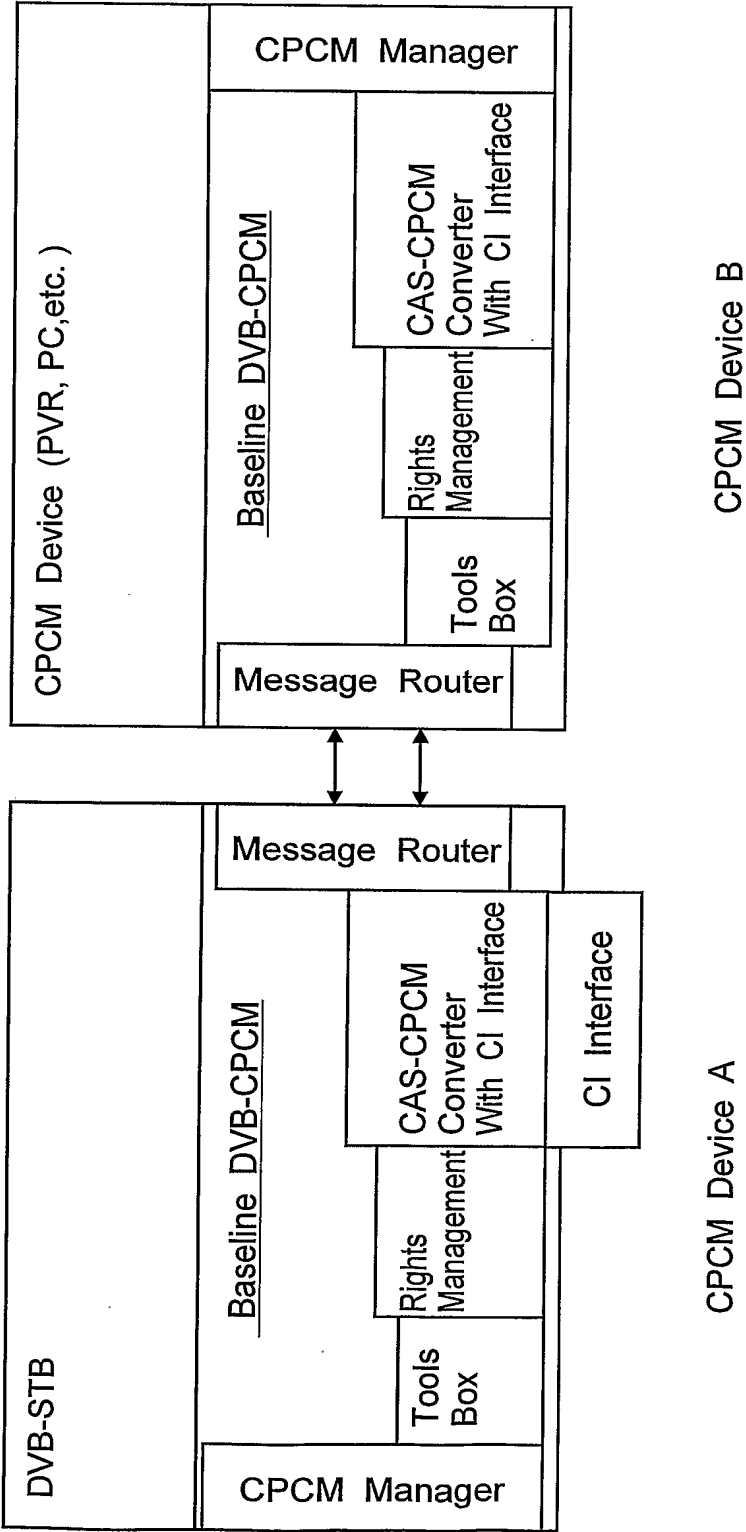 DVB-STB
Baseline DVB-CPCM
CPCM Manager
Tools
Box
Rights
Management
CAS-CPCM
Converter
With CI Interface
CI Interface
Message Router
CPCM Device A
CPCM Device (PVR, PC,etc. )
Baseline DVB-CPCM
Message Router
Tools
Box
Rights
Management
CAS-CPCM
Converter
With CI Interface
CPCM Manager
CPCM Device B